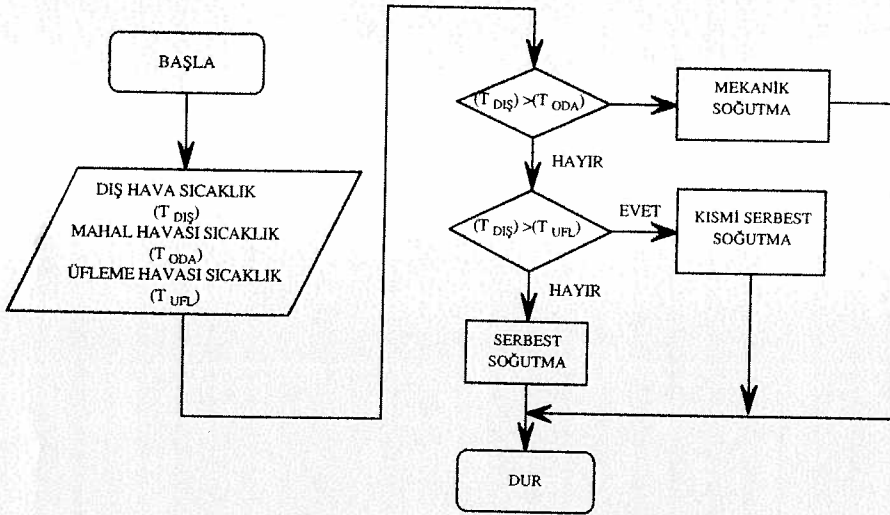 BAŞLA
DIŞ HAVA SICAKLIK
(T DIŞ)
MAHAL HAVASI SICAKLIK
(T ODA)
ÜFLEME HAVASI SICAKLIK
(T UFL)
(T DIŞ) >(T ODA)
MEKANİK
SOĞUTMA
HAYIR
(T DIŞ) >(T UFL)
EVET
KISMİ SERBEST
SOĞUTMA
HAYIR
SERBEST
SOĞUTMA
DUR